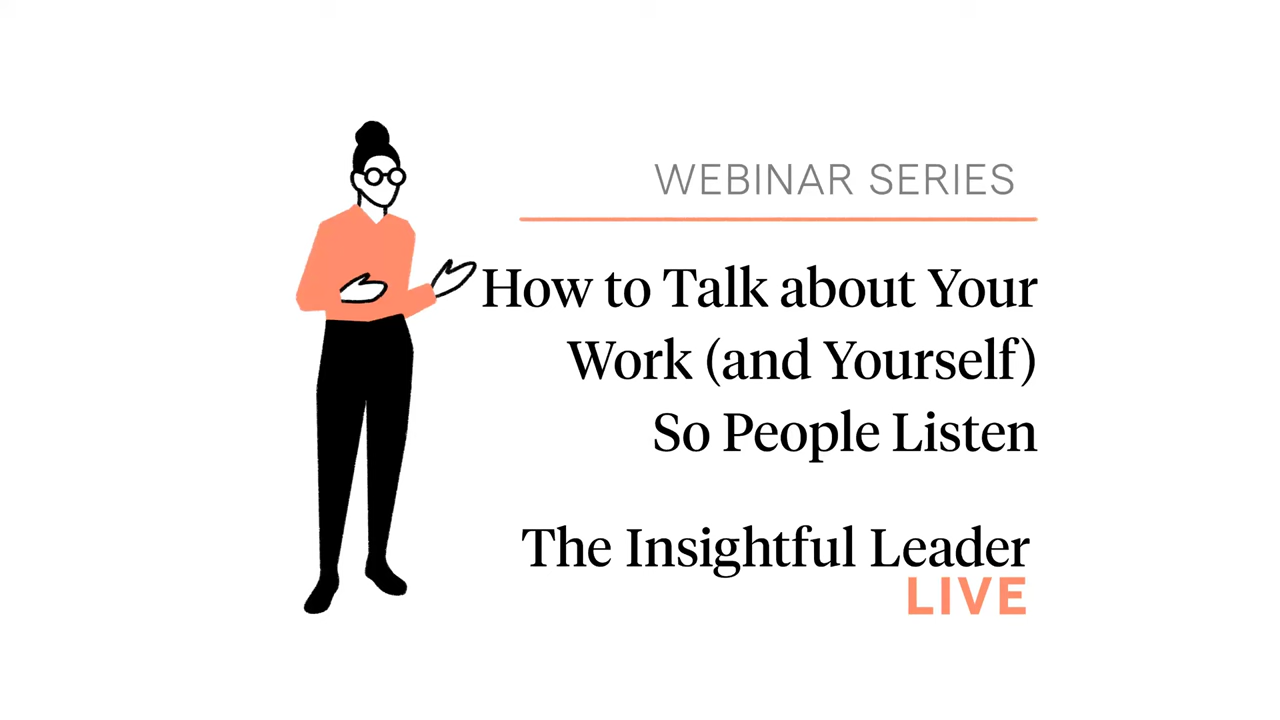 WEBINAR SERIES
How to Talk about Your
Work (and Yourself)
So People Listen
The Insightful Leader
LIVE